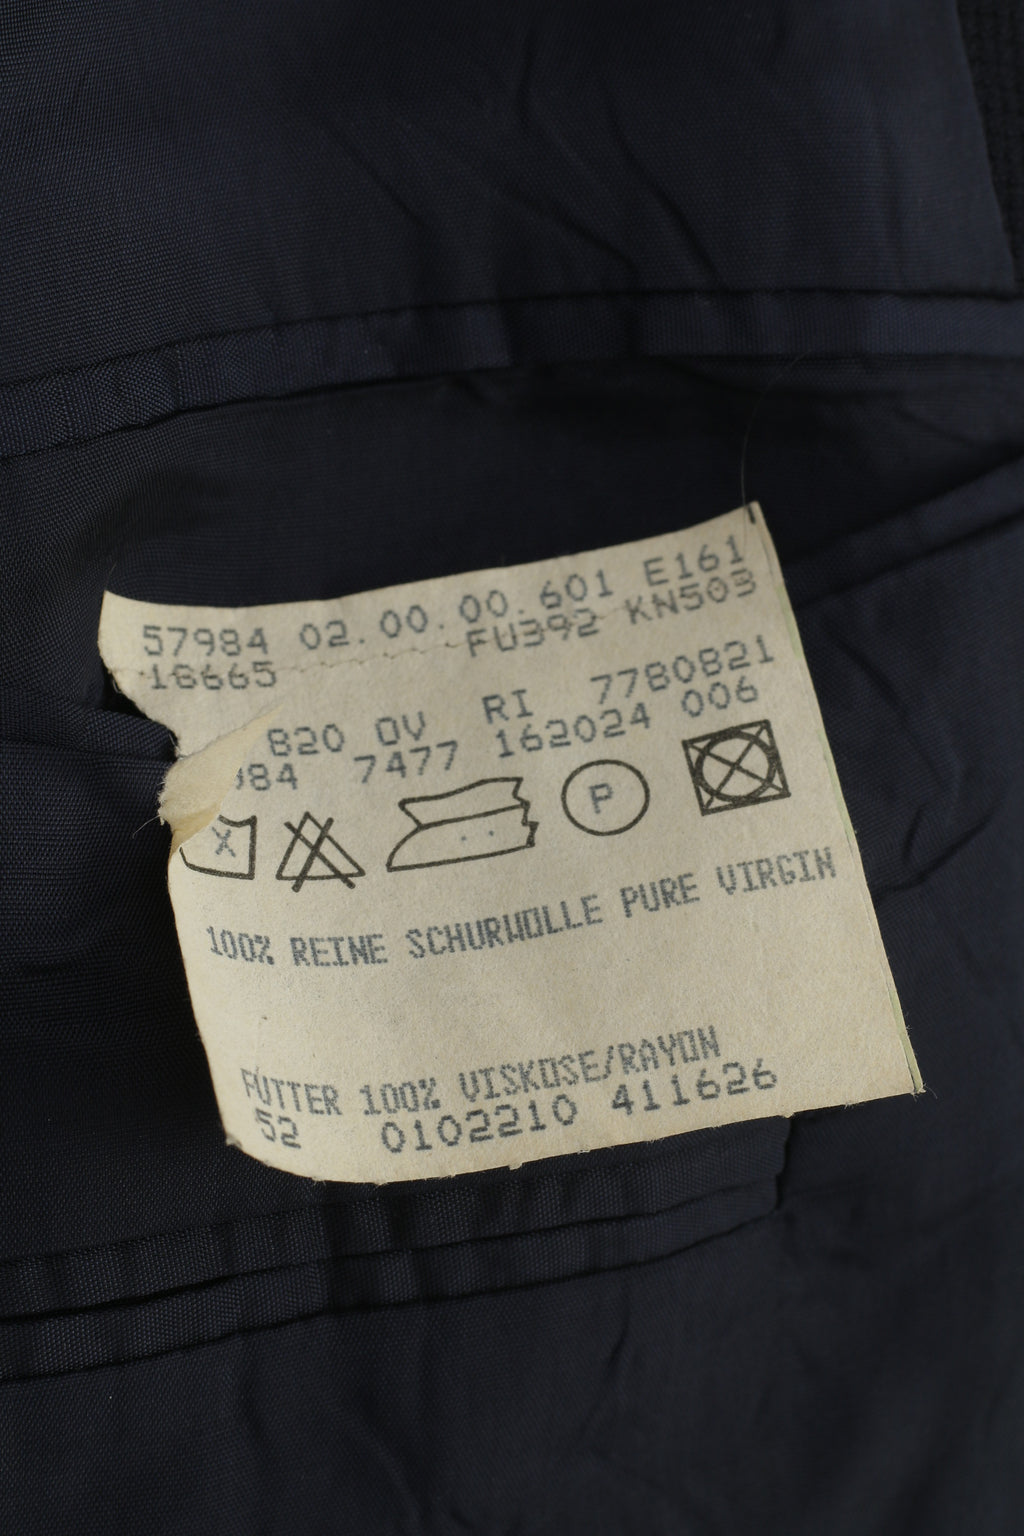 57984 02.00.00.601 E161
18665 FU392 KN503
820 OV RI 7780821
984 7477 162024 006
X P
100% REINE SCHURWOLLE PURE VIRGIN
FUTTER 100% VISKOSE/RAYON
52 0102210 411626